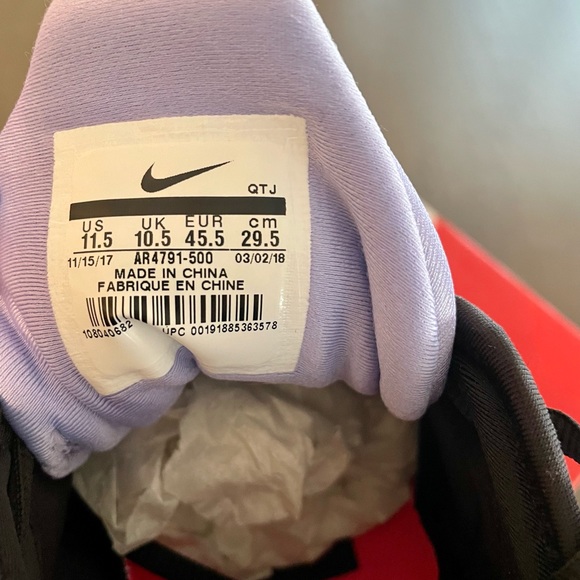 QTJ
US UK EUR cm
11.5 10.5 45.5 29.5
11/15/17 AR4791-500 03/02/18
MADE IN CHINA
FABRIQUE EN CHINE
108040682 UPC 00191885363578